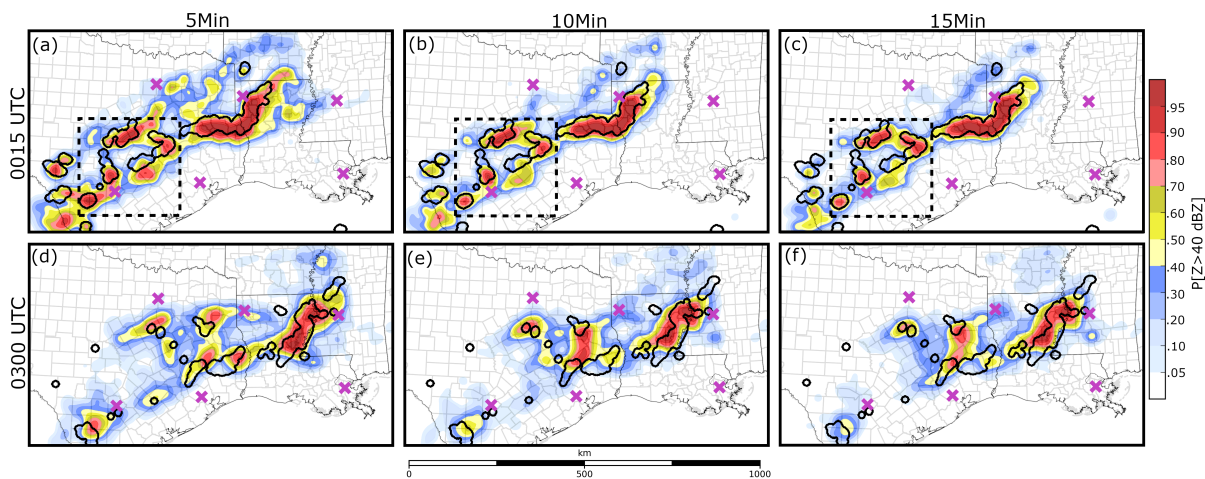 5Min 10Min 15Min
(a) (b) (c)
0015 UTC
(d) (e) (f)
0300 UTC
.95
.90
.80
.70
.60
.50
.40
.30
.20
.10
.05
P[Z>40 dBZ]
km
0 500 1000